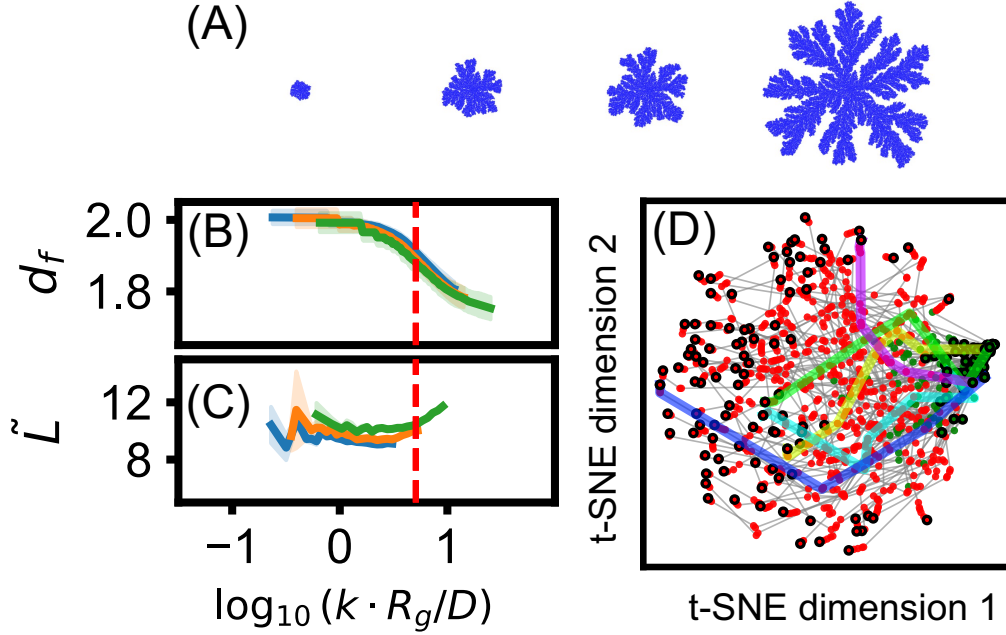 (A)
(B)
d_f
2.0
1.8
(C)
L̃
12
8
−1 0 1
log₁₀ (k · R_g/D)
(D)
t-SNE dimension 2
t-SNE dimension 1